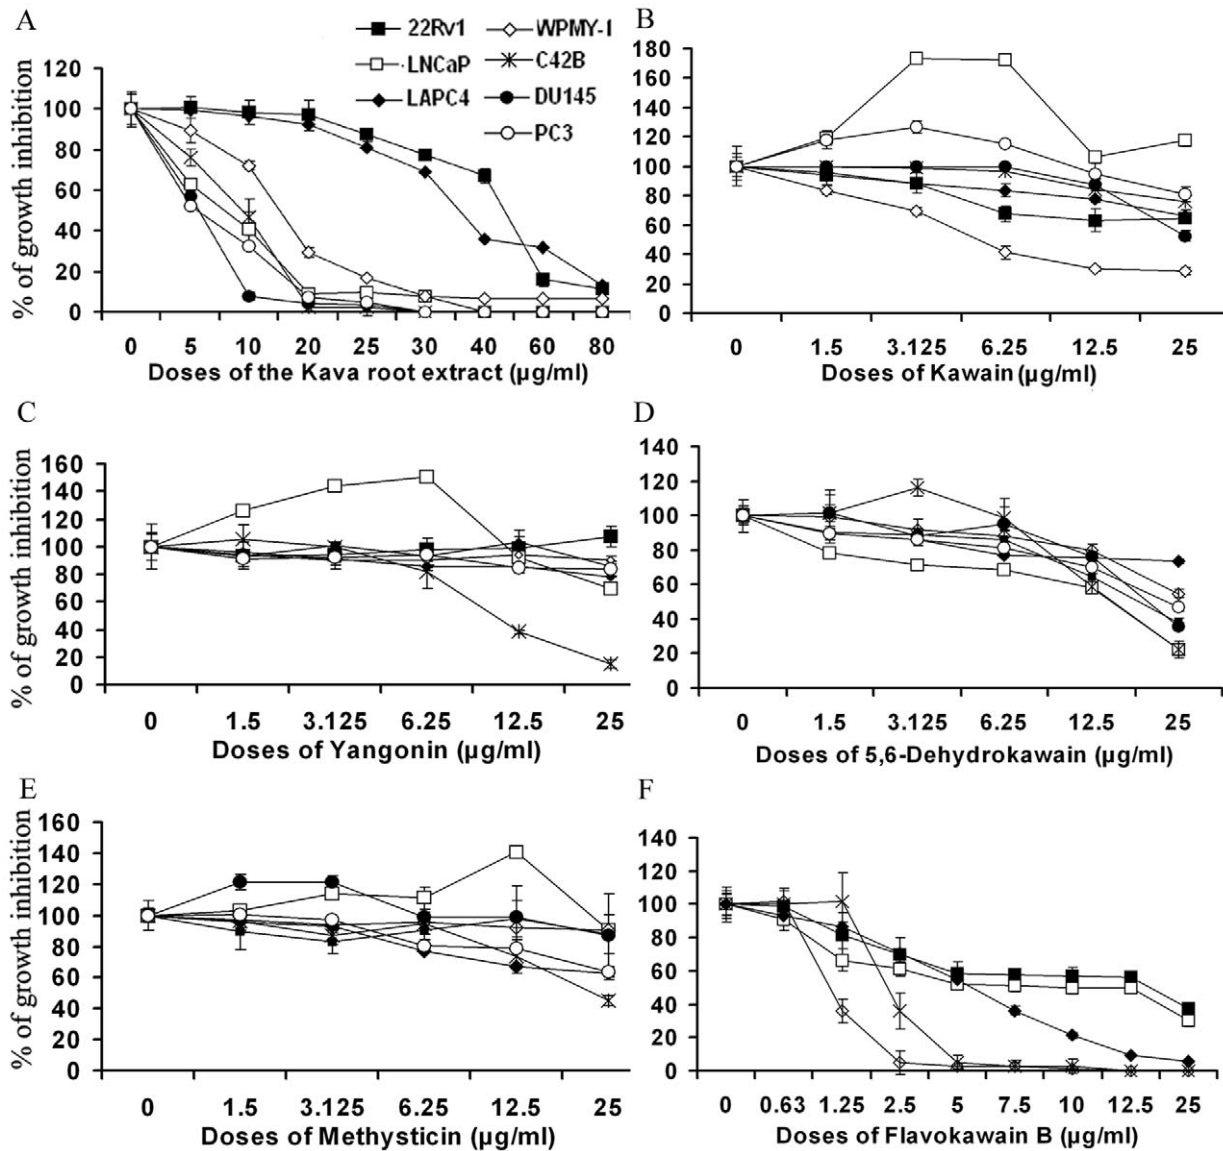 A
22Rv1
WPMY-1
LNCaP
C42B
LAPC4
DU145
PC3
% of growth inhibition
120
100
80
60
40
20
0
0 5 10 20 25 30 40 60 80
Doses of the Kava root extract (µg/ml)
B
180
160
140
120
100
80
60
40
20
0
0 1.5 3.125 6.25 12.5 25
Doses of Kawain (µg/ml)
C
% of growth inhibition
160
140
120
100
80
60
40
20
0
0 1.5 3.125 6.25 12.5 25
Doses of Yangonin (µg/ml)
D
140
120
100
80
60
40
20
0
0 1.5 3.125 6.25 12.5 25
Doses of 5,6-Dehydrokawain (µg/ml)
E
% of growth inhibition
160
140
120
100
80
60
40
20
0
0 1.5 3.125 6.25 12.5 25
Doses of Methysticin (µg/ml)
F
140
120
100
80
60
40
20
0
0 0.63 1.25 2.5 5 7.5 10 12.5 25
Doses of Flavokawain B (µg/ml)